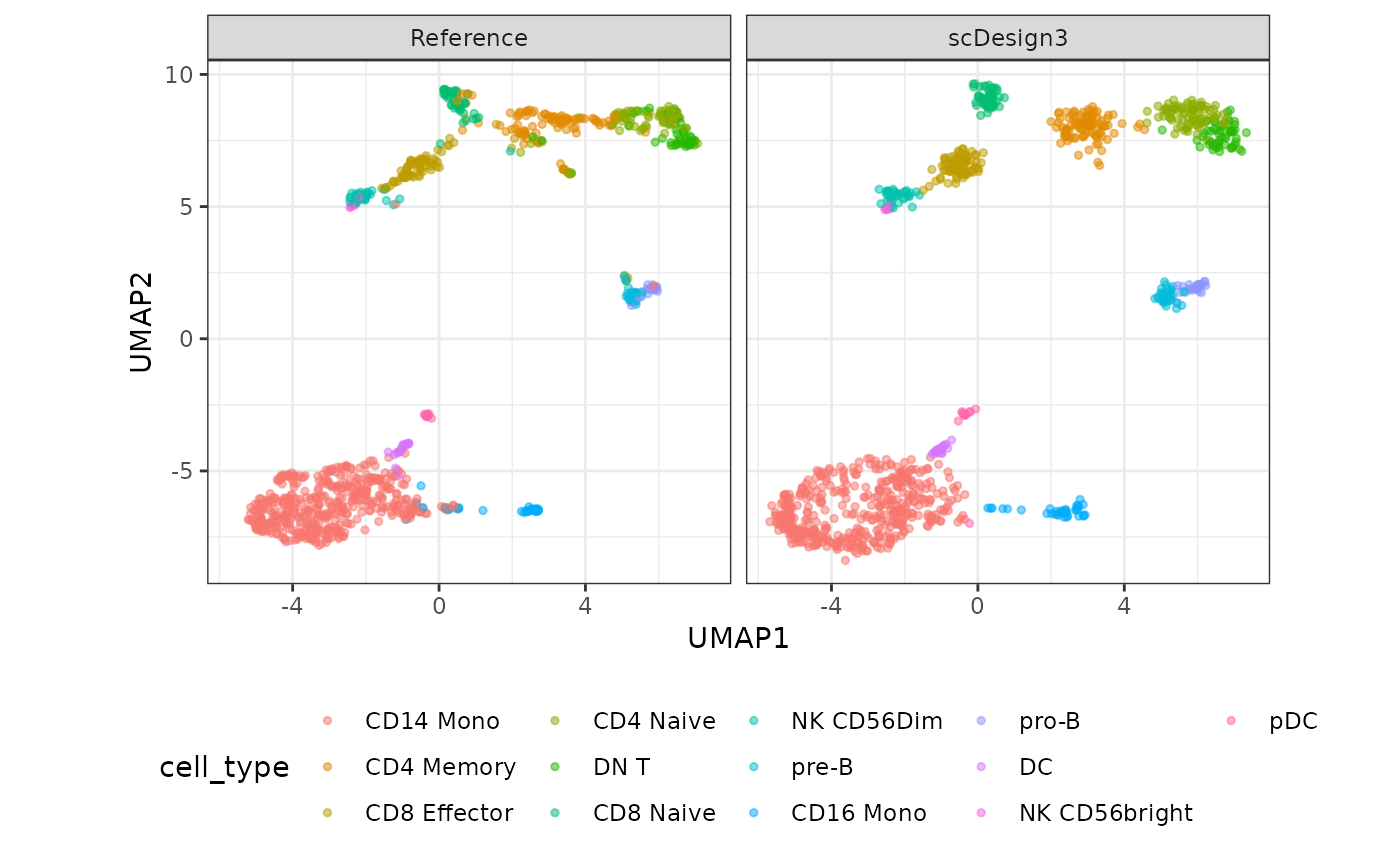 Reference scDesign3
10
5
0
-5
UMAP2
-4 0 4 -4 0 4
UMAP1
cell_type
CD14 Mono CD4 Naive NK CD56Dim pro-B pDC
CD4 Memory DN T pre-B DC
CD8 Effector CD8 Naive CD16 Mono NK CD56bright